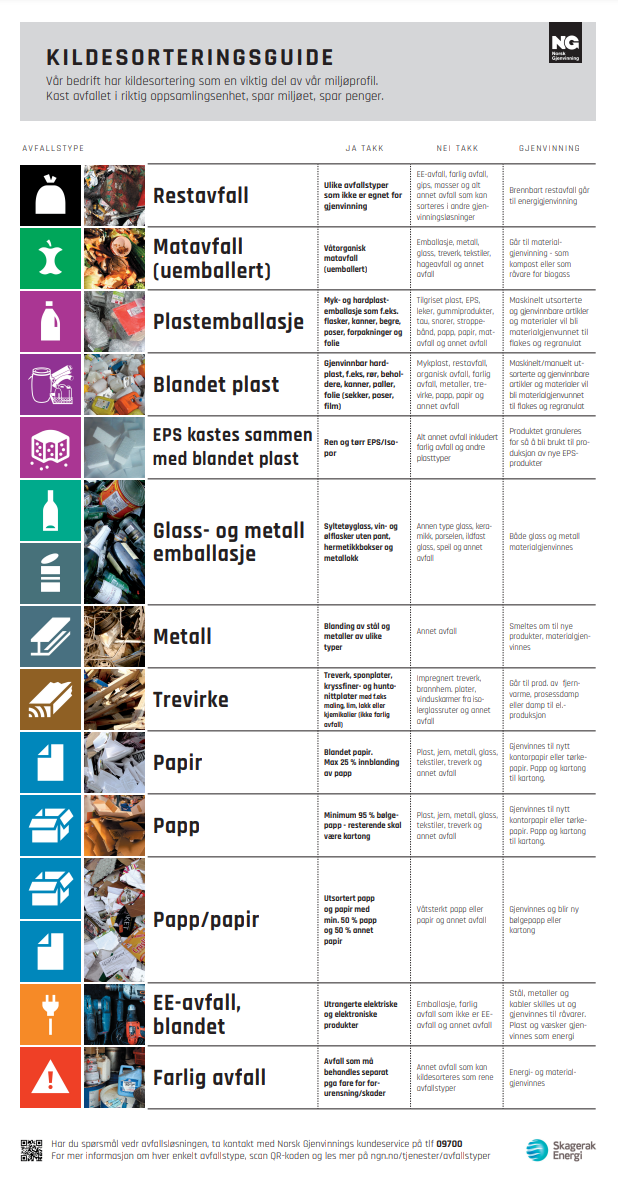 KILDESORTERINGSGUIDE
Vår bedrift har kildesortering som en viktig del av vår miljøprofil.
Kast avfallet i riktig oppsamlingsenhet, spar miljøet, spar penger.
NG
Norsk
Gjenvinning
AVFALLSTYPE
JA TAKK
NEI TAKK
GJENVINNING
Restavfall
Ulike avfallstyper
som ikke er egnet for
gjenvinning
EE-avfall, farlig avfall,
gips, masser og alt
annet avfall som kan
sorteres i andre gjen-
vinningsløsninger
Brennbart restavfall går
til energigjenvinning
Matavfall
(uemballert)
Våtorganisk
matavfall
(uemballert)
Emballasje, metall,
glass, treverk, tekstiler,
hageavfall og annet
avfall
Går til material-
gjenvinning - som
kompost eller som
råvare for biogass
Plastemballasje
Myk- og hardplast-
emballasje som f.eks.
flasker, kanner, begre,
poser, forpakninger og
folie
Tilgriset plast, EPS,
leker, gummiprodukter,
tau, snorer, stroppe-
bånd, papp, papir, mat-
avfall og annet avfall
Maskinelt utsorterte
og gjenvinnbare artikler
og materialer vil bli
materialgjenvunnet til
flakes og regranulat
Blandet plast
Gjenvinnbar hard-
plast, f.eks, rør, behol-
dere, kanner, paller,
folie (sekker, poser,
film)
Mykplast, restavfall,
organisk avfall, farlig
avfall, metaller, tre-
virke, papp, papir og
annet avfall
Maskinelt/manuelt ut-
sorterte og gjenvinnbare
artikler og materialer vil
bli materialgjenvunnet
til flakes og regranulat
EPS kastes sammen
med blandet plast
Ren og tørr EPS/Iso-
por
Alt annet avfall inkludert
farlig avfall og andre
plasttyper
Produktet granuleres
for så å bli brukt til pro-
duksjon av nye EPS-
produkter
Glass- og metall
emballasje
Syltetøyglass, vin- og
ølflasker uten pant,
hermetikkbokser og
metallokk
Annen type glass, kera-
mikk, porselen, ildfast
glass, speil og annet
avfall
Både glass og metall
materialgjenvinnes
Metall
Blanding av stål og
metaller av ulike
typer
Annet avfall
Smeltes om til nye
produkter, materialgjen-
vinnes
Trevirke
Treverk, sponplater,
kryssfiner- og hunto-
nittplater med f.eks
maling, lim, lakk eller
kjemikalier (ikke farlig
avfall)
Impregnert treverk,
brannhem. plater,
vinduskarmer fra iso-
lerglassruter og annet
avfall
Går til prod. av fjern-
varme, prosessdamp
eller damp til el.-
produksjon
Papir
Blandet papir.
Max 25 % innblanding
av papp
Plast, jern, metall, glass,
tekstiler, treverk og
annet avfall
Gjenvinnes til nytt
kontorpapir eller tørke-
papir. Papp og kartong
til kartong.
Papp
Minimum 95 % bølge-
papp - resterende skal
være kartong
Plast, jern, metall, glass,
tekstiler, treverk og
annet avfall
Gjenvinnes til nytt
kontorpapir eller tørke-
papir. Papp og kartong
til kartong.
Papp/papir
Utsortert papp
og papir med
min. 50 % papp
og 50 % annet
papir
Våtsterkt papp eller
papir og annet avfall
Gjenvinnes og blir ny
bølgepapp eller
kartong
EE-avfall,
blandet
Utrangerte elektriske
og elektroniske
produkter
Emballasje, farlig
avfall som ikke er EE-
avfall og annet avfall
Stål, metaller og
kabler skilles ut og
gjenvinnes til råvarer.
Plast og væsker gjen-
vinnes som energi
Farlig avfall
Avfall som må
behandles separat
pga fare for for-
urensning/skader
Annet avfall som kan
kildesorteres som rene
avfallstyper
Energi- og material-
gjenvinnes
Har du spørsmål vedr avfallsløsningen, ta kontakt med Norsk Gjenvinnings kundeservice på tlf 09700
For mer informasjon om hver enkelt avfallstype, scan QR-koden og les mer på ngn.no/tjenester/avfallstyper
Skagerak
Energi